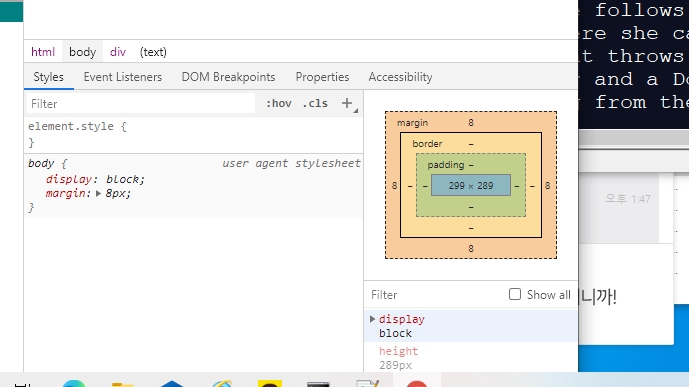 e follows
ere she ca
t throws
r and a Do
from the
html body div (text)
Styles Event Listeners DOM Breakpoints Properties Accessibility
Filter :hov .cls +
element.style {
}
body { user agent stylesheet
display: block;
margin: 8px;
}
margin 8
border –
padding –
8 – – 299 × 289 – – 8
–
–
8
Filter Show all
display
block
height
289px
오후 1:47
니까!